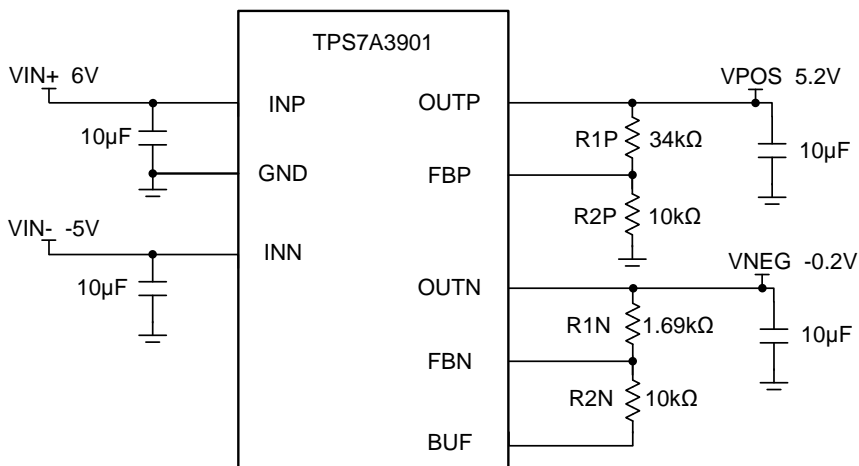 TPS7A3901
VIN+ 6V
INP
OUTP
VPOS 5.2V
10µF
R1P
34kΩ
10µF
GND
FBP
R2P
10kΩ
VIN- -5V
INN
10µF
OUTN
VNEG -0.2V
R1N
1.69kΩ
10µF
FBN
R2N
10kΩ
BUF